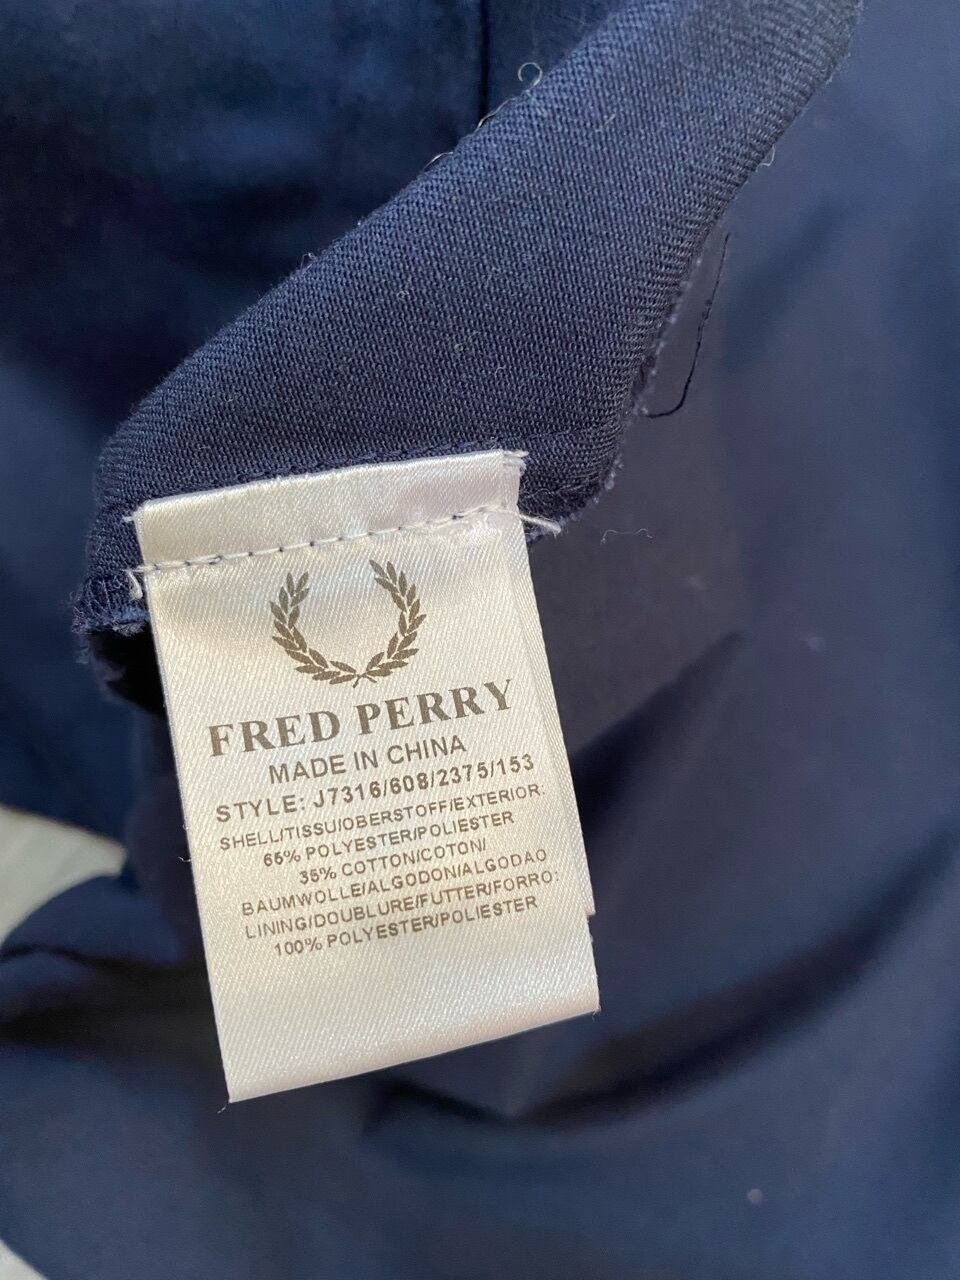 FRED PERRY
MADE IN CHINA
STYLE: J7316/608/2375/153
SHELL/TISSU/OBERSTOFF/EXTERIOR:
65% POLYESTER/POLIESTER
35% COTTON/COTON/
BAUMWOLLE/ALGODON/ALGODAO
LINING/DOUBLURE/FUTTER/FORRO:
100% POLYESTER/POLIESTER